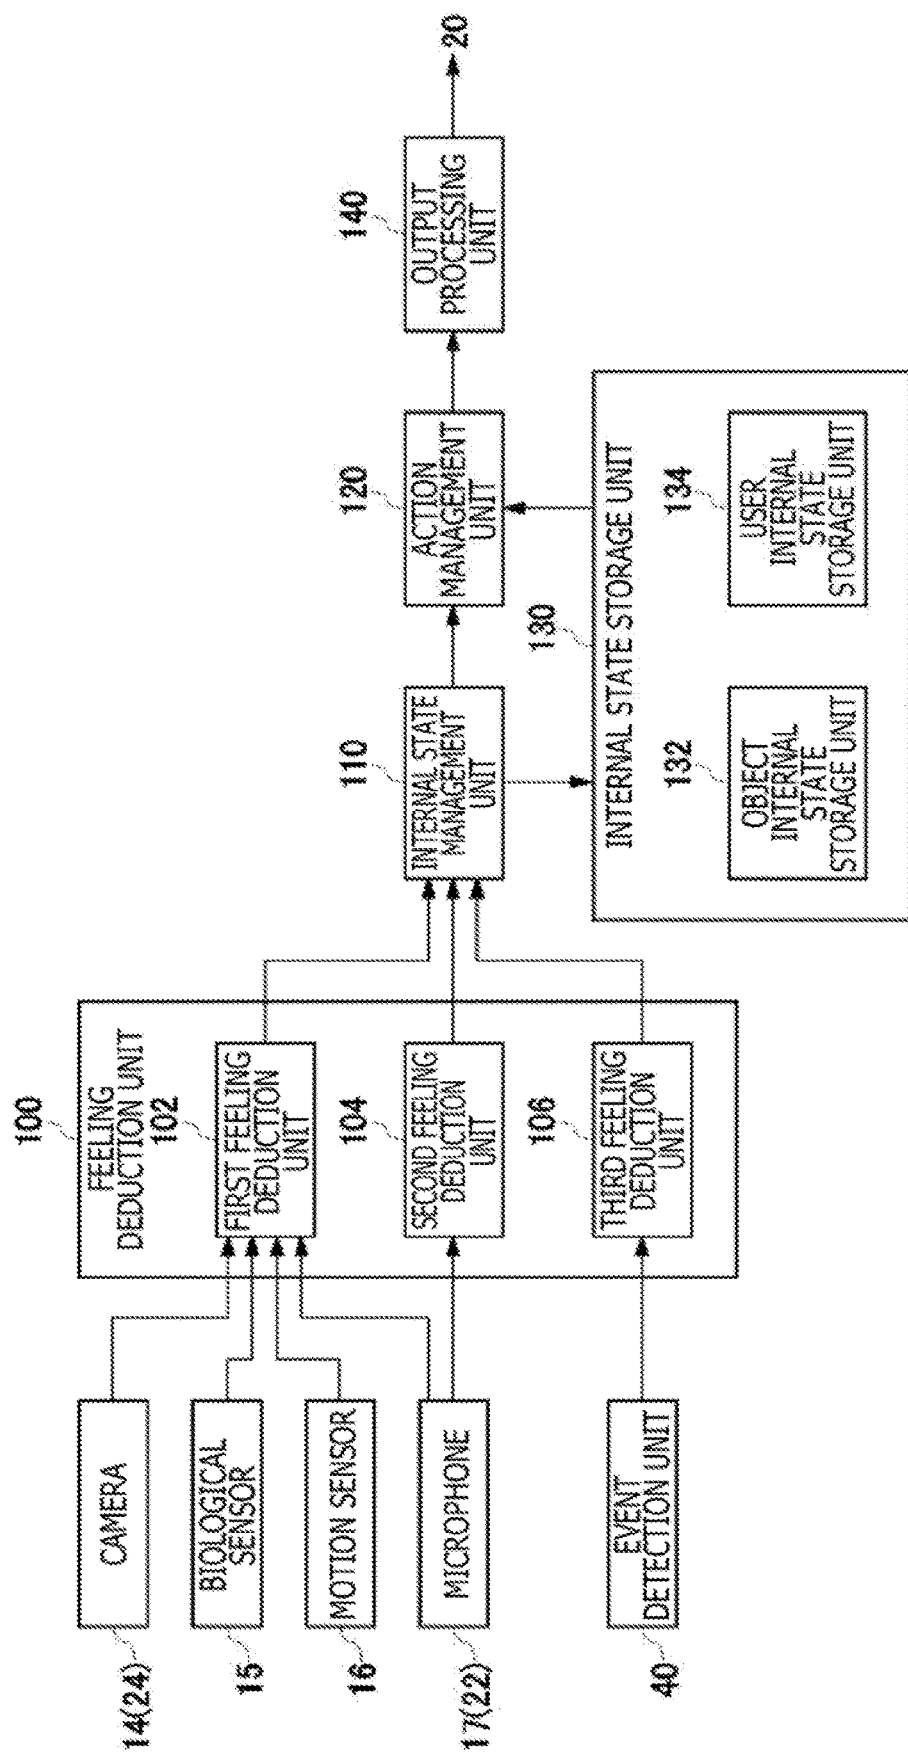 14(24)
CAMERA
15
BIOLOGICAL
SENSOR
16
MOTION SENSOR
17(22)
MICROPHONE
40
EVENT
DETECTION UNIT
100
FEELING
DEDUCTION UNIT
102
FIRST FEELING
DEDUCTION
UNIT
104
SECOND FEELING
DEDUCTION
UNIT
106
THIRD FEELING
DEDUCTION
UNIT
110
INTERNAL STATE
MANAGEMENT
UNIT
120
ACTION
MANAGEMENT
UNIT
140
OUTPUT
PROCESSING
UNIT
20
130
INTERNAL STATE STORAGE UNIT
132
OBJECT
INTERNAL
STATE
STORAGE UNIT
134
USER
INTERNAL
STATE
STORAGE UNIT